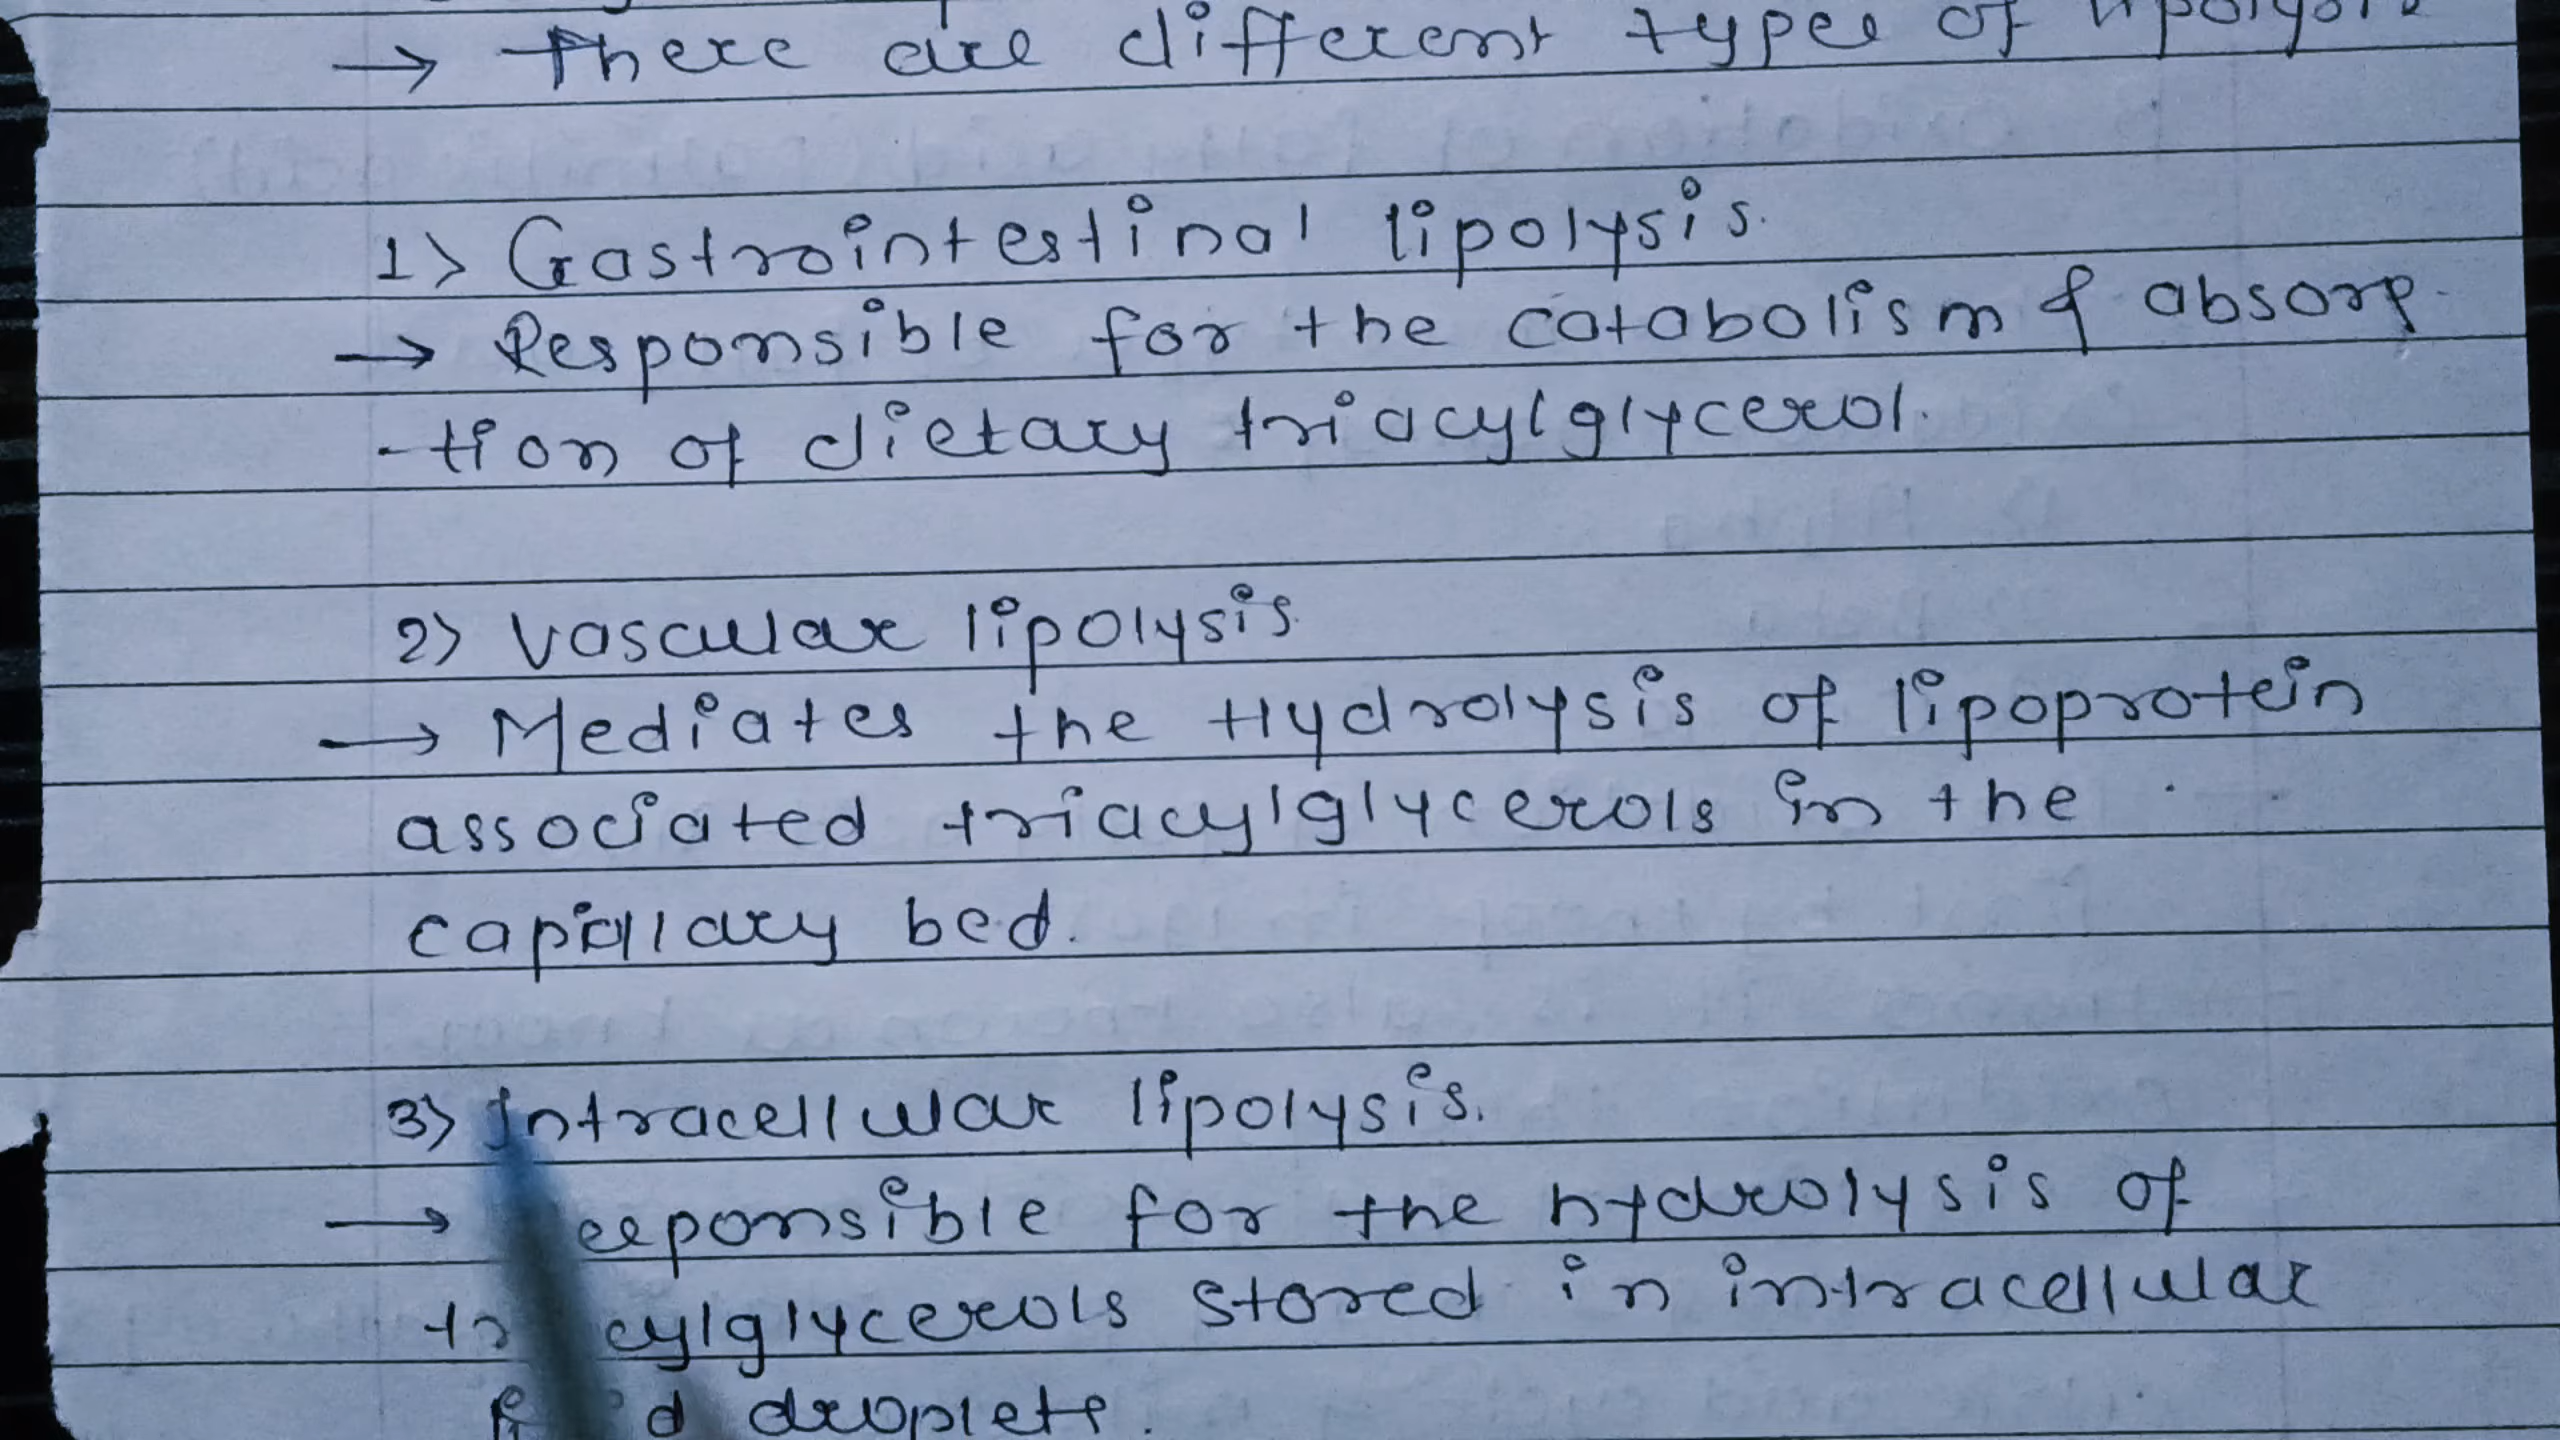 → There are different types of lipolysis
1> Gastrointestinal lipolysis.
→ Responsible for the catabolism & absorp-
-tion of dietary triacylglycerol.
2> Vascular lipolysis.
→ Mediates the Hydrolysis of lipoprotein
associated triacylglycerols in the
capillary bed.
3> Intracellular lipolysis.
→ for the hydrolysis of
stored in intracellular
droplets.